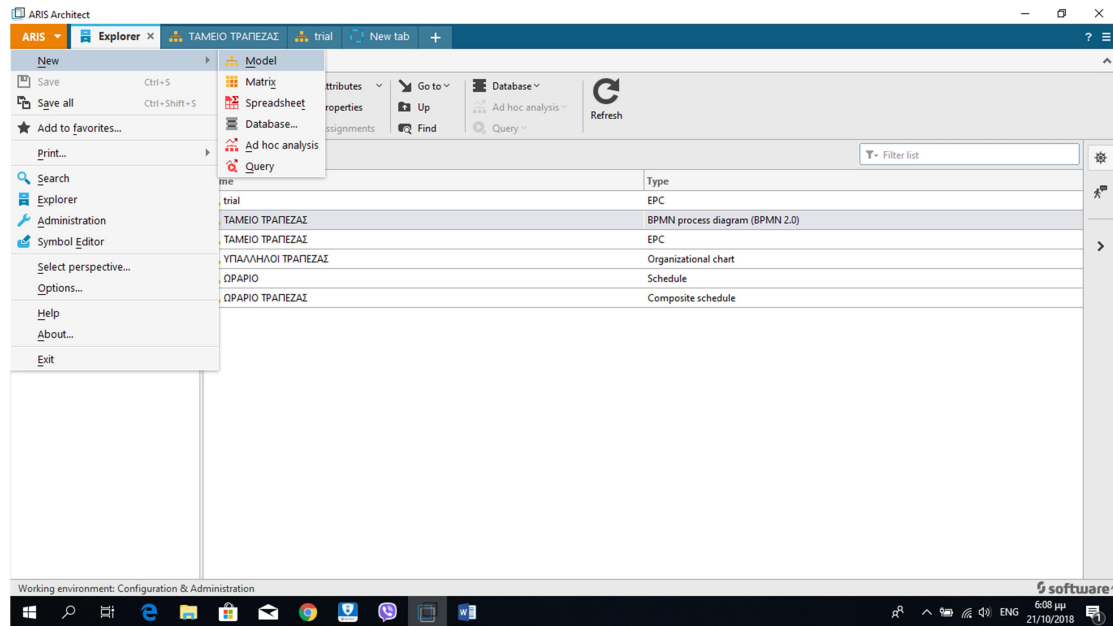 ARIS Architect
ARIS Explorer ΤΑΜΕΙΟ ΤΡΑΠΕΖΑΣ trial New tab
New
Save Ctrl+S
Save all Ctrl+Shift+S
Add to favorites...
Print...
Search
Explorer
Administration
Symbol Editor
Select perspective...
Options...
Help
About...
Exit
Model
Matrix
Spreadsheet
Database...
Ad hoc analysis
Query
ttributes
roperties
ssignments
Go to
Up
Find
Database
Ad hoc analysis
Query
Refresh
Filter list
me Type
trial EPC
ΤΑΜΕΙΟ ΤΡΑΠΕΖΑΣ BPMN process diagram (BPMN 2.0)
ΤΑΜΕΙΟ ΤΡΑΠΕΖΑΣ EPC
ΥΠΑΛΛΗΛΟΙ ΤΡΑΠΕΖΑΣ Organizational chart
ΩΡΑΡΙΟ Schedule
ΩΡΑΡΙΟ ΤΡΑΠΕΖΑΣ Composite schedule
Working environment: Configuration & Administration
software
ENG
6:08 μμ
21/10/2018
1